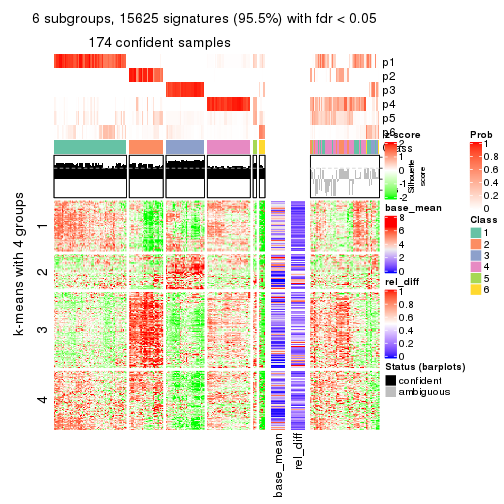 6 subgroups, 15625 signatures (95.5%) with fdr < 0.05
174 confident samples
p1
p2
p3
p4
p5
p6
Class
Silhouette
score
k-means with 4 groups
1
2
3
4
base_mean
rel_diff
z_score
2
1
0
-1
-2
base_mean
8
6
4
2
0
rel_diff
1
0.8
0.6
0.4
0.2
0
Status (barplots)
confident
ambiguous
Prob
1
0.8
0.6
0.4
0.2
0
Class
1
2
3
4
5
6